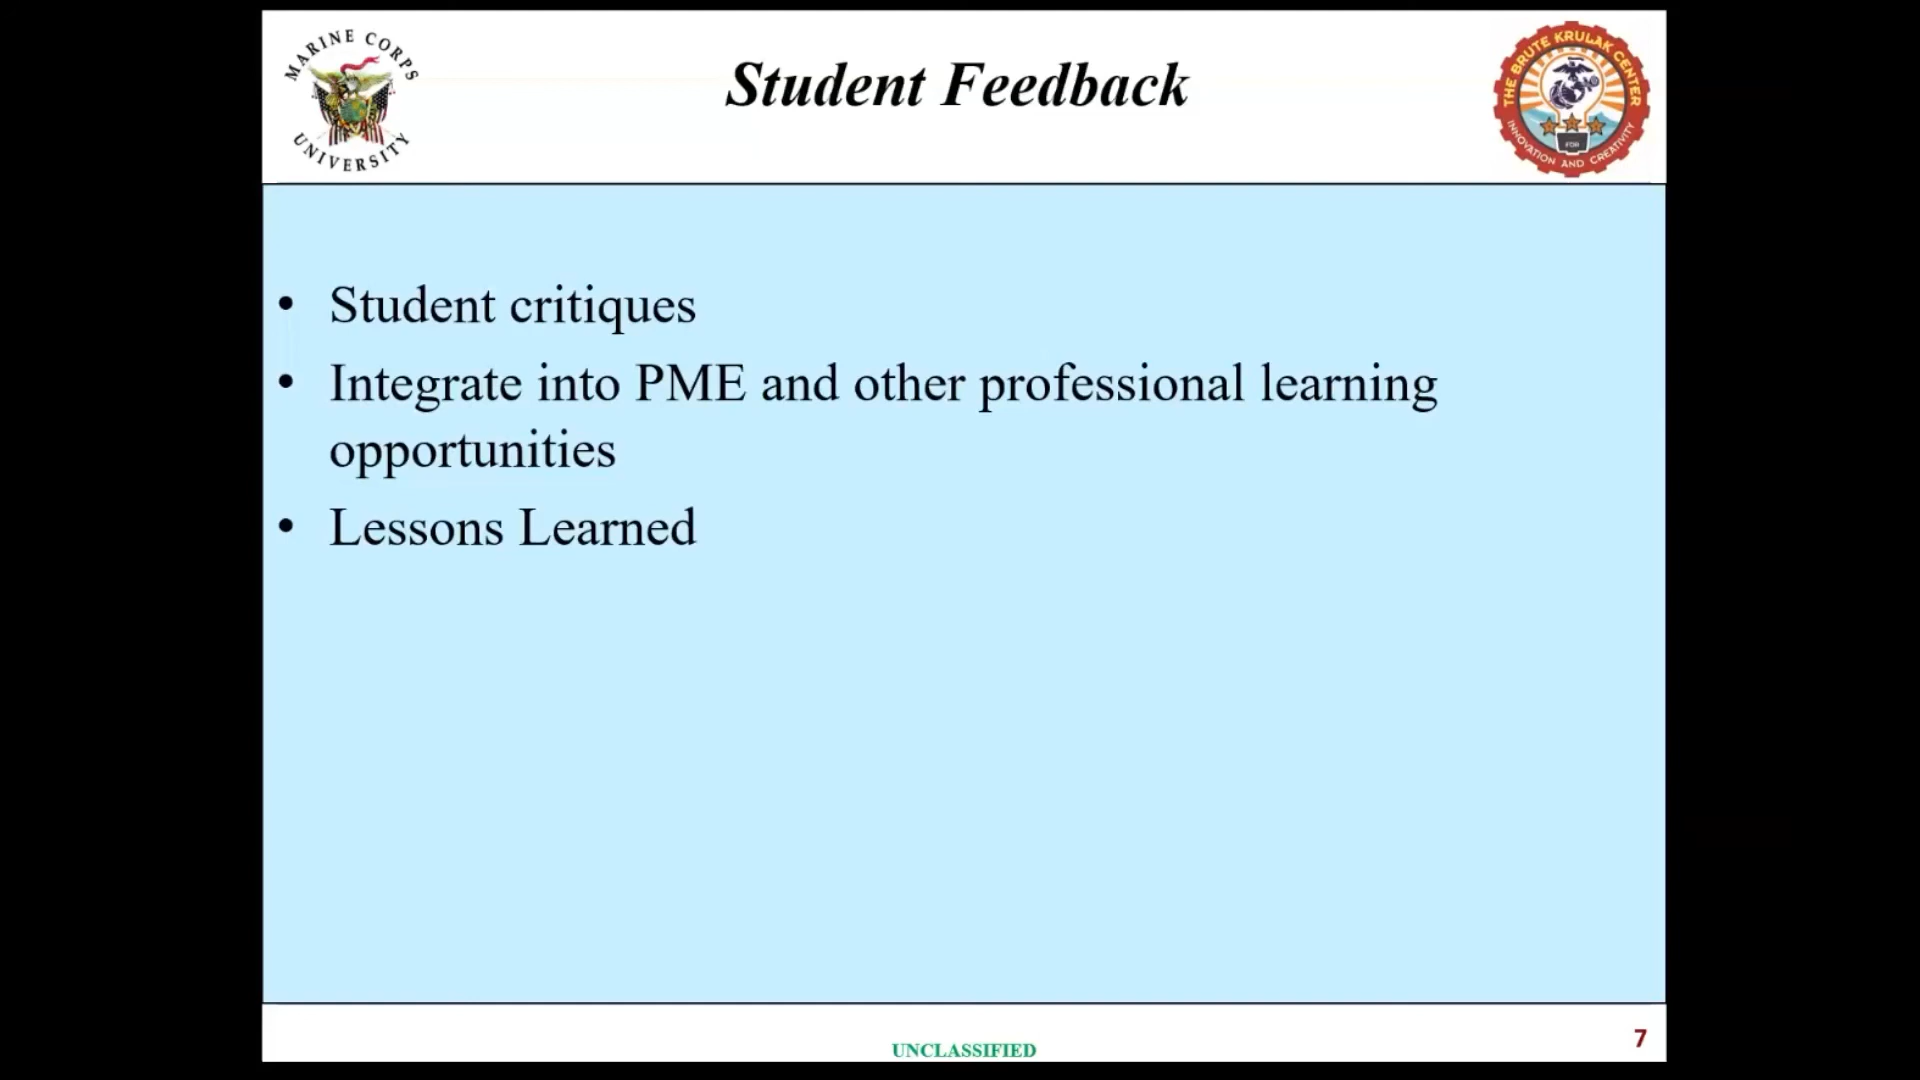 MARINE CORPS
UNIVERSITY
Student Feedback
THE BRUTE KRULAK CENTER
FOR
INNOVATION AND CREATIVITY
• Student critiques
• Integrate into PME and other professional learning
opportunities
• Lessons Learned
UNCLASSIFIED
7